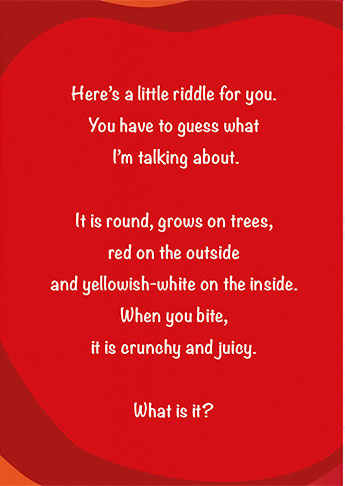 Here's a little riddle for you.
You have to guess what
I'm talking about.
It is round, grows on trees,
red on the outside
and yellowish-white on the inside.
When you bite,
it is crunchy and juicy.
What is it?